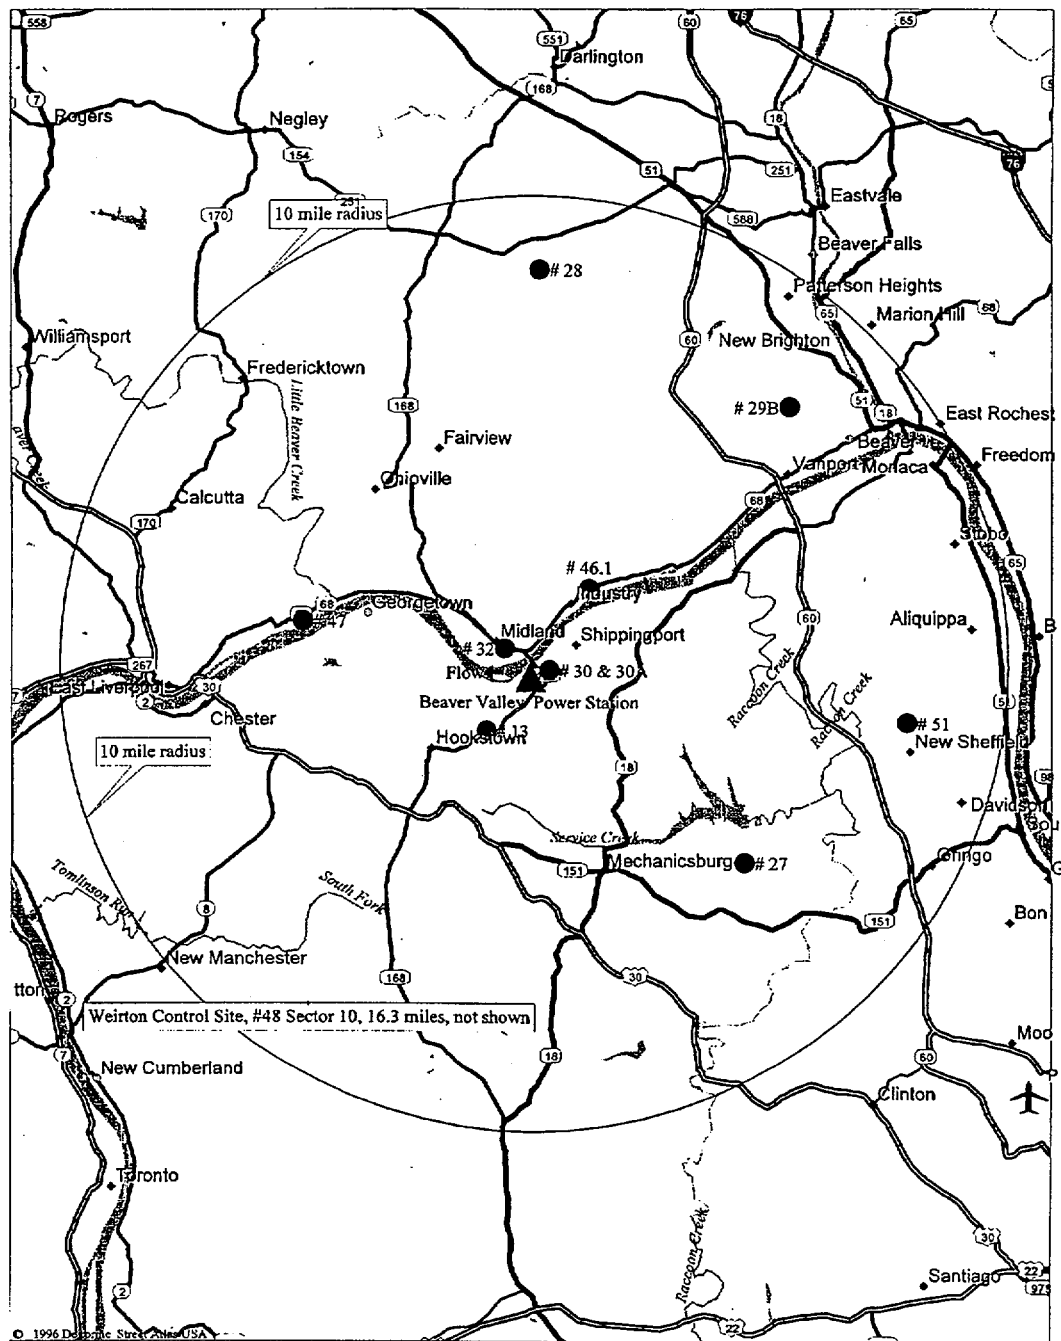 558
551
60
76
65
Darlington
7
168
Rogers
Negley
18
154
51
251
76
251
10 mile radius
170
588
Eastvale
Beaver Falls
# 28
Patterson Heights
65
Marion Hill
68
Williamsport
60
New Brighton
Fredericktown
Little Beaver Creek
168
# 29B
51
18
East Rochest
Fairview
Beaver
Freedom
Vanport
Monaca
Ohioville
Calcutta
68
170
Stobo
65
# 46.1
Industry
68
Georgetown
# 47
60
Aliquippa
B
Midland
Shippingport
# 32
267
# 30 & 30A
East Liverpool
30
2
Beaver Valley Power Station
Raccoon Creek
Raccoon Creek
51
Chester
# 13
Hookstown
# 51
New Sheffield
10 mile radius
18
Davidson
Service Creek
Mechanicsburg
# 27
151
Gringo
Tomlinson Run
South Fork
8
151
Bon
New Manchester
168
30
tton
2
Weirton Control Site, #48 Sector 10, 16.3 miles, not shown
7
18
60
Moo
New Cumberland
Clinton
Toronto
Raccoon Creek
30
22
Santiago
2
22
© 1996 DeLorme Street Atlas USA